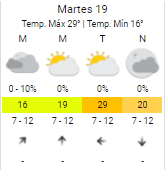 Martes 19
Temp. Máx 29° | Temp. Mín 16°
M M T N
0 - 10% 0% 0% 0%
16 19 29 20
7 - 12 7 - 12 7 - 12 7 - 12
- - - -